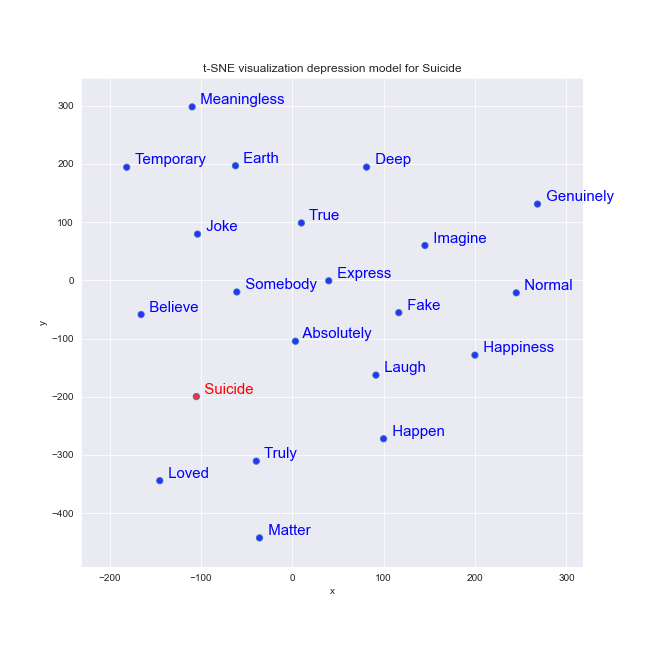 t-SNE visualization depression model for Suicide
300
Meaningless
200
Temporary
Earth
Deep
Genuinely
100
True
Joke
Imagine
0
Express
Somebody
Normal
Believe
Fake
y
−100
Absolutely
Happiness
Laugh
−200
Suicide
Happen
−300
Truly
Loved
−400
Matter
−200 −100 0 100 200 300
x